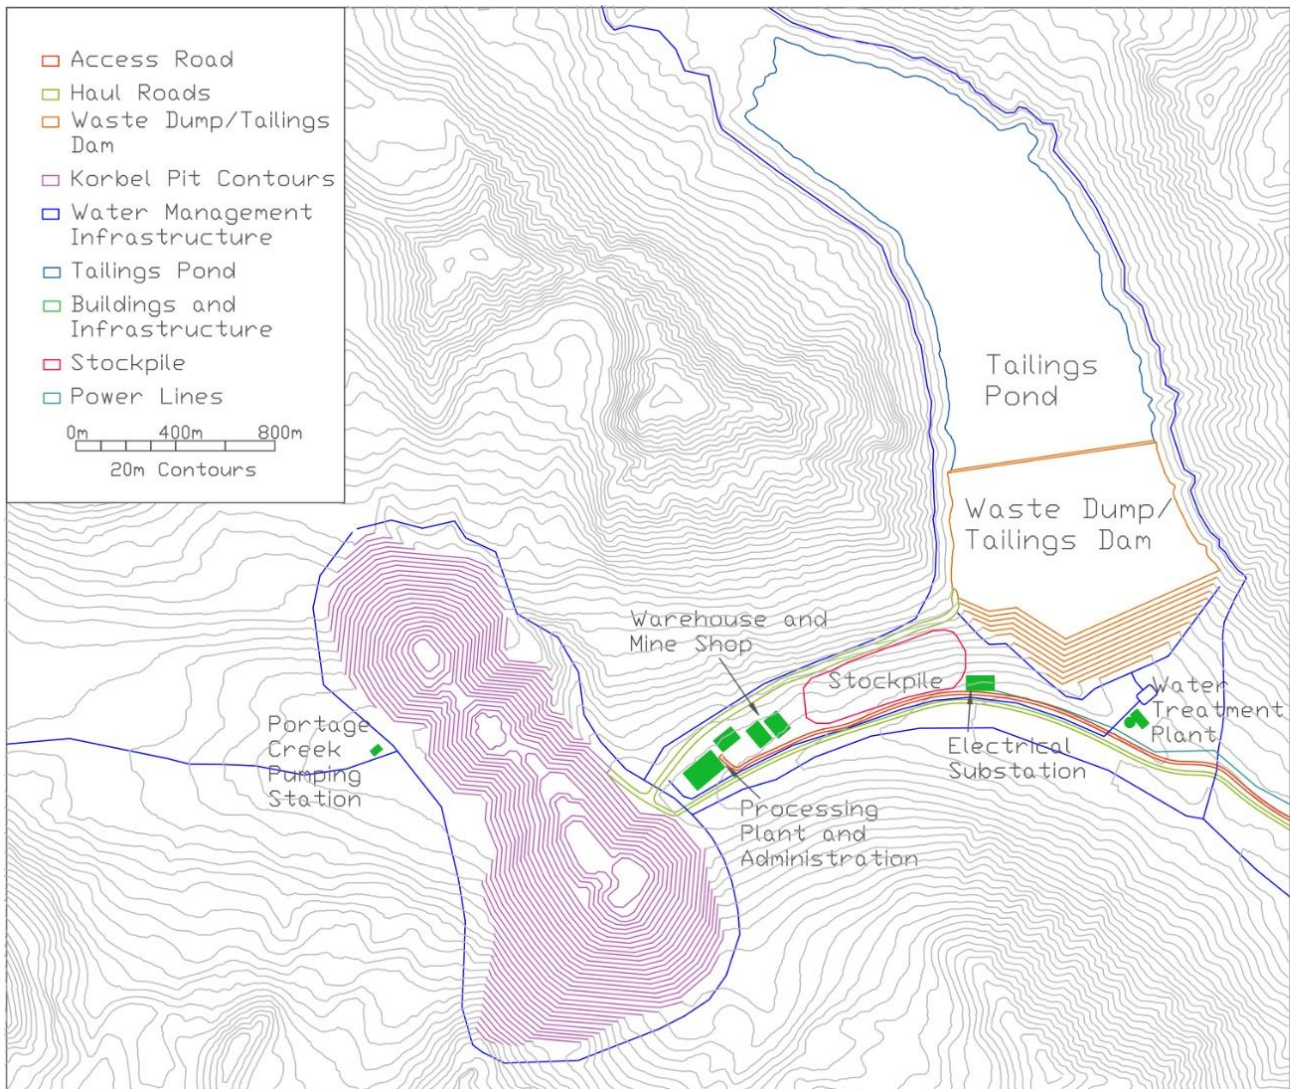 Access Road
Haul Roads
Waste Dump/Tailings
Dam
Korbel Pit Contours
Water Management
Infrastructure
Tailings Pond
Buildings and
Infrastructure
Stockpile
Power Lines
0m 400m 800m
20m Contours
Tailings
Pond
Waste Dump/
Tailings Dam
Warehouse and
Mine Shop
Stockpile
Water
Treatment
Plant
Electrical
Substation
Portage
Creek
Pumping
Station
Processing
Plant and
Administration